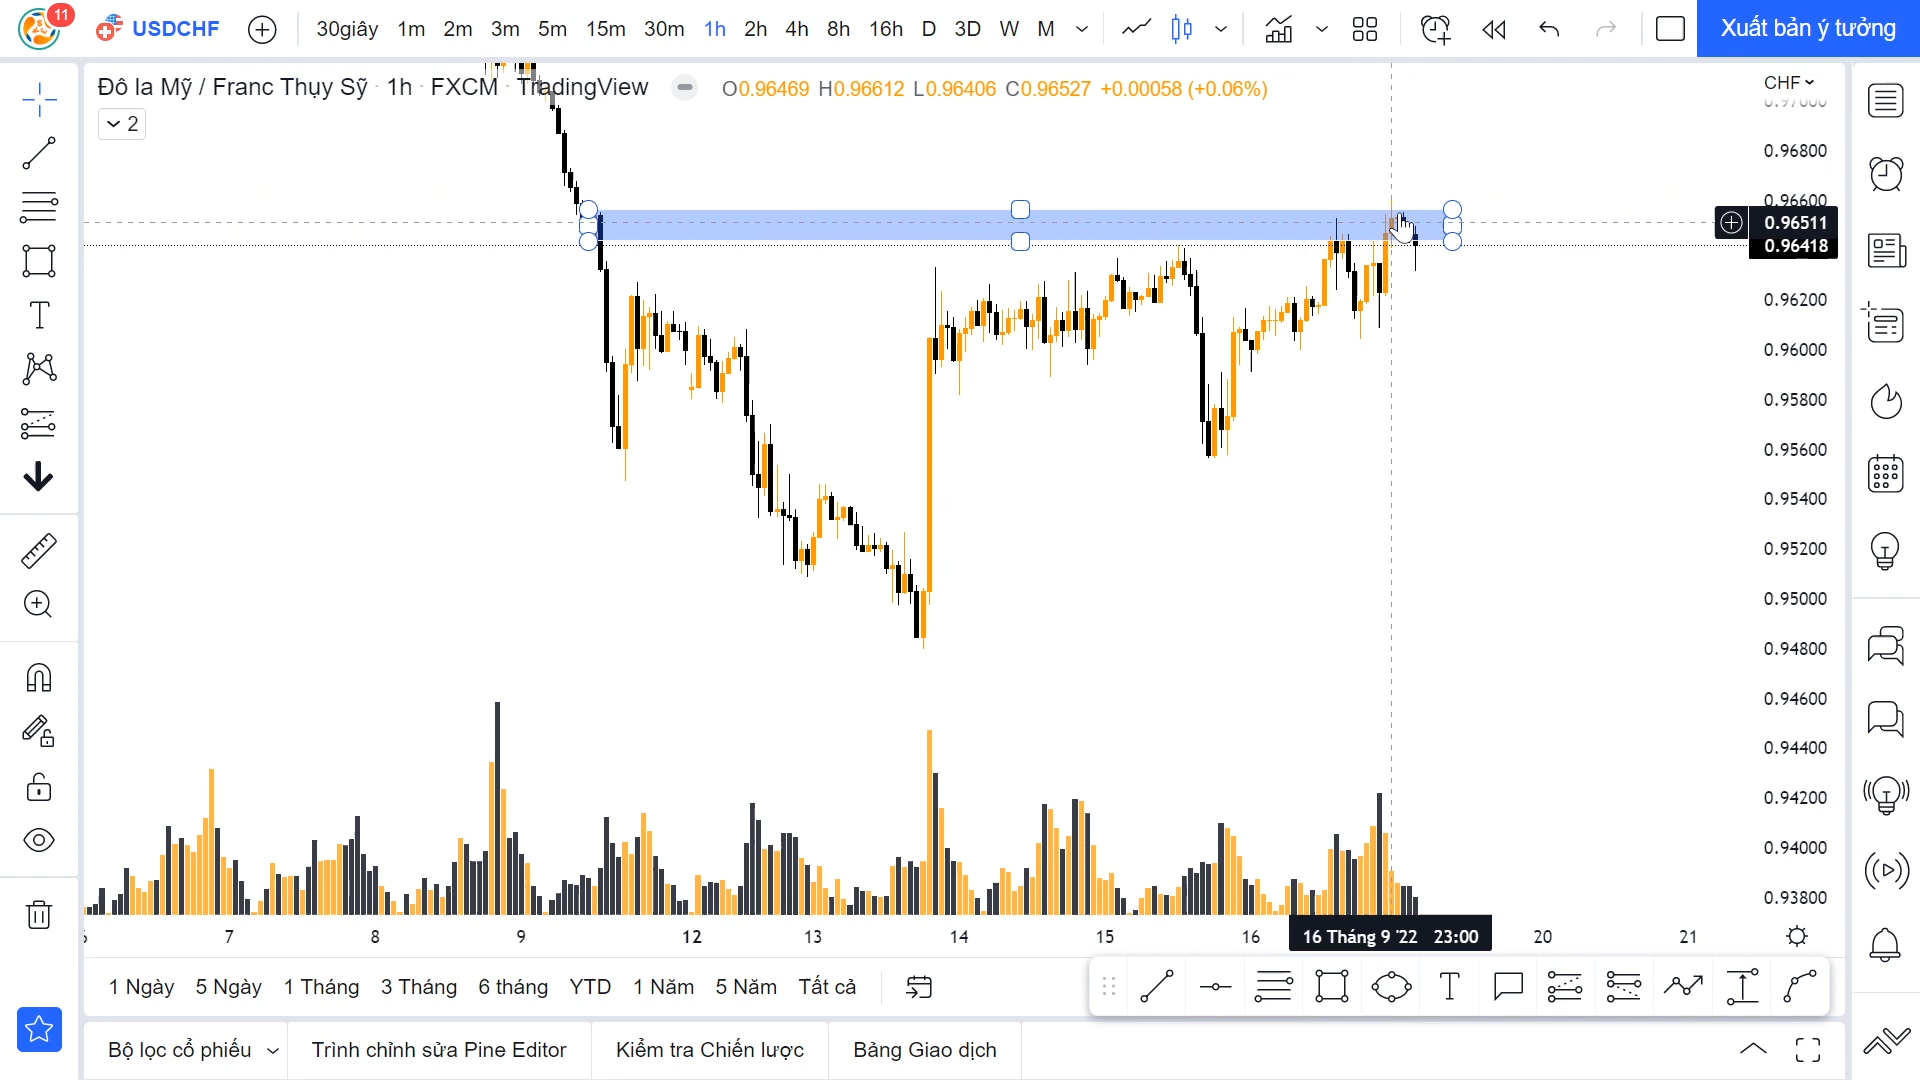 11
USDCHF
30giây 1m 2m 3m 5m 15m 30m 1h 2h 4h 8h 16h D 3D W M
Xuất bản ý tưởng
Đô la Mỹ / Franc Thụy Sỹ · 1h · FXCM · TradingView
O0.96469 H0.96612 L0.96406 C0.96527 +0.00058 (+0.06%)
2
CHF
0.97000
0.96800
0.96600
0.96511
0.96418
0.96200
0.96000
0.95800
0.95600
0.95400
0.95200
0.95000
0.94800
0.94600
0.94400
0.94200
0.94000
0.93800
6 7 8 9 12 13 14 15 16 16 Tháng 9 '22 23:00 20 21
1 Ngày 5 Ngày 1 Tháng 3 Tháng 6 tháng YTD 1 Năm 5 Năm Tất cả
Bộ lọc cổ phiếu Trình chỉnh sửa Pine Editor Kiểm tra Chiến lược Bảng Giao dịch